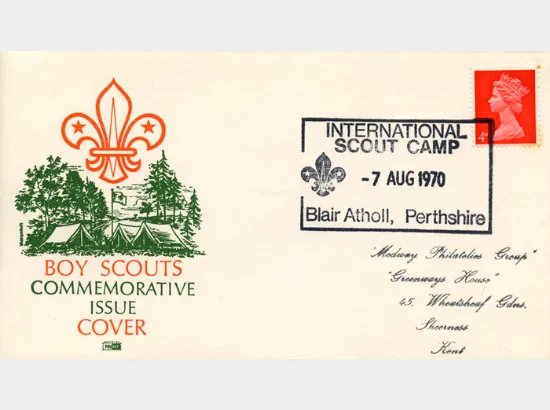 4ᴰ
INTERNATIONAL
SCOUT CAMP
-7 AUG 1970
Blair Atholl, Perthshire
"Medway Philatelics Group"
"Greenways House"
45. Wheatsheaf Gdns,
Sheerness
Kent
BOY SCOUTS
COMMEMORATIVE
ISSUE
COVER